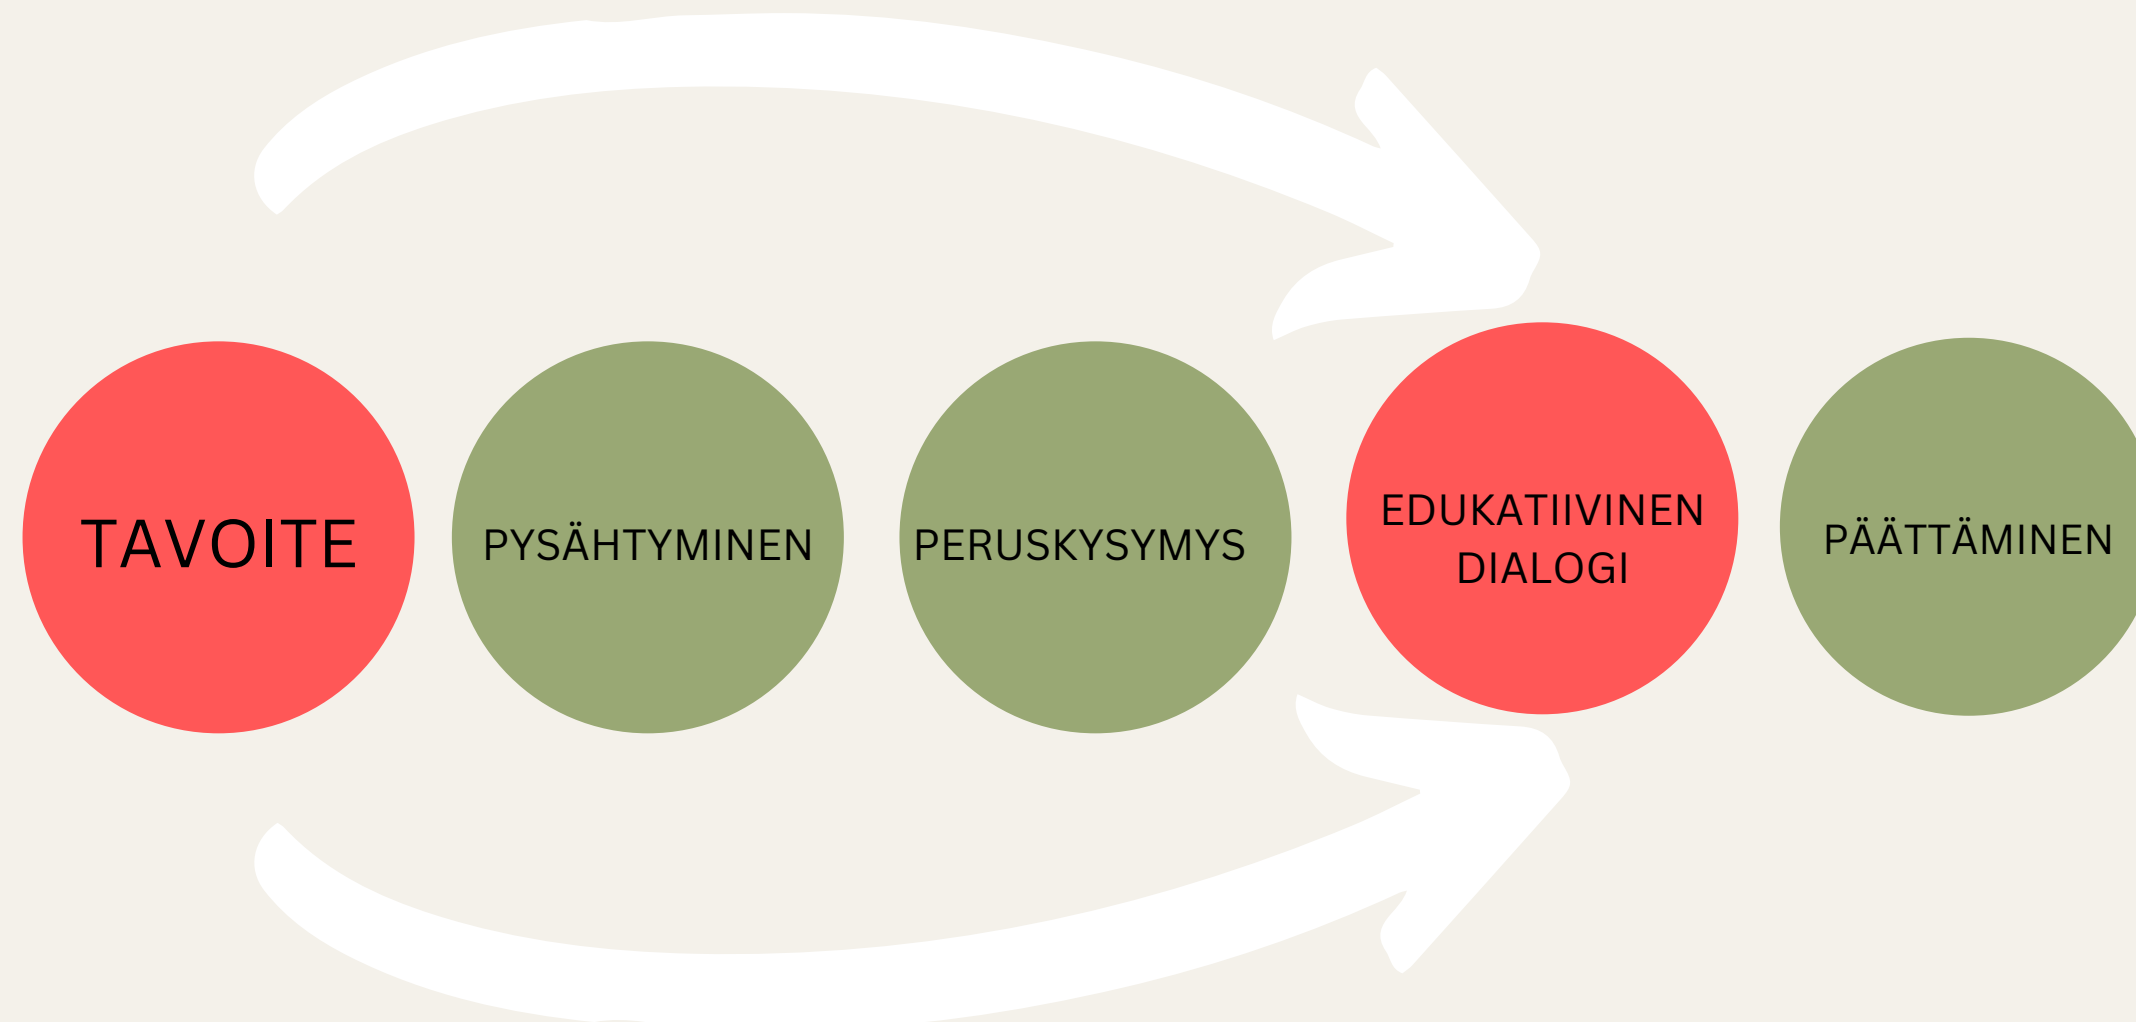 TAVOITE
PYSÄHTYMINEN
PERUSKYSYMYS
EDUKATIIVINEN
DIALOGI
PÄÄTTÄMINEN